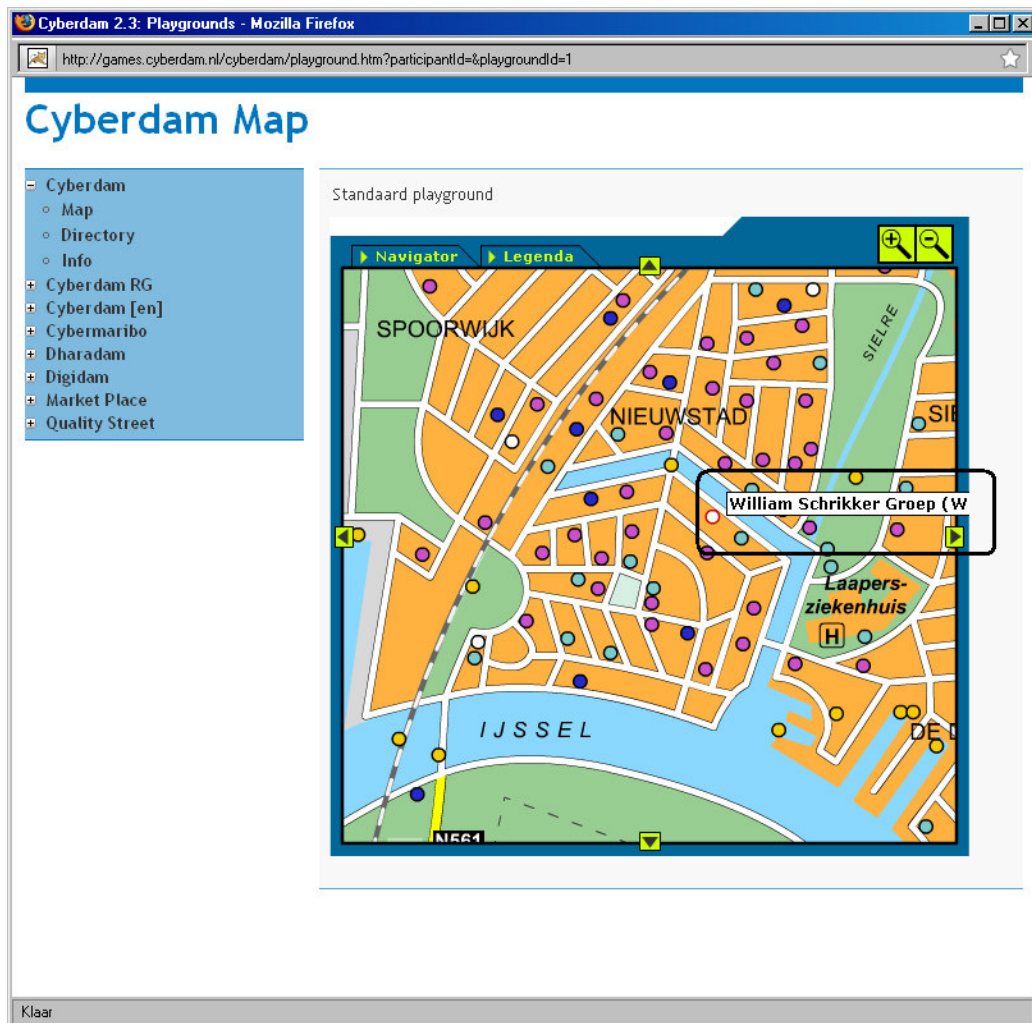 Cyberdam 2.3: Playgrounds - Mozilla Firefox
http://games.cyberdam.nl/cyberdam/playground.htm?participantId=&playgroundId=1
Cyberdam Map
Cyberdam
Map
Directory
Info
Cyberdam RG
Cyberdam [en]
Cybermaribo
Dharadam
Digidam
Market Place
Quality Street
Standaard playground
Navigator
Legenda
SPOORWIJK
SIELRE
NIEUWSTAD
SIE
William Schrikker Groep (W
Laapers-
ziekenhuis
H
IJSSEL
DE D
N561
Klaar